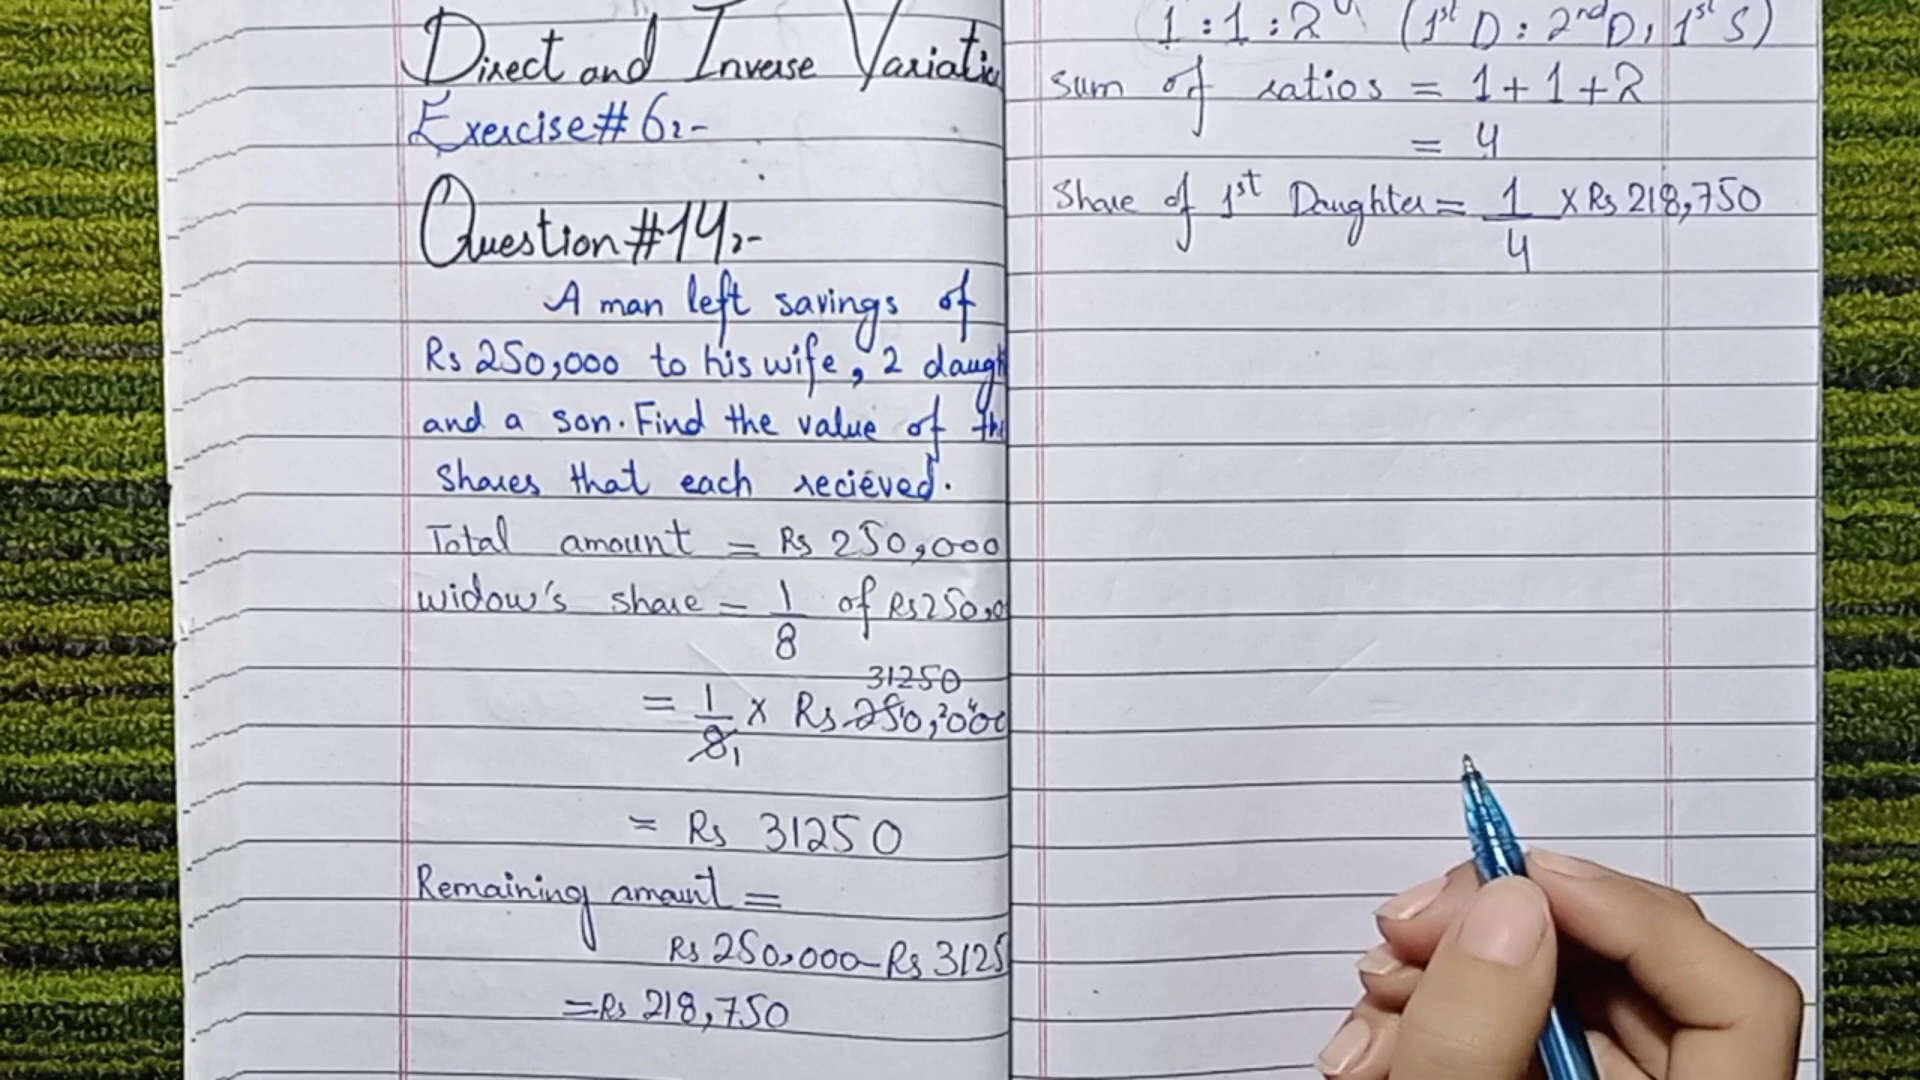 Direct and Inverse Variatio
Exercise# 6:-
Question #14:-
A man left savings of
Rs 250,000 to his wife, 2 daugh
and a son. Find the value of th
shares that each recieved.
Total amount = Rs 250,000
widow's share = 1/8 of Rs 250,0
31250
= 1/8 1 × Rs 250,000
= Rs 31250
Remaining amount =
Rs 250,000 - Rs 3125
= Rs 218,750
1 : 1 : 2 (1st D : 2nd D : 1st S)
Sum of ratios = 1 + 1 + 2
= 4
Share of 1st Daughter = 1/4 × Rs 218,750